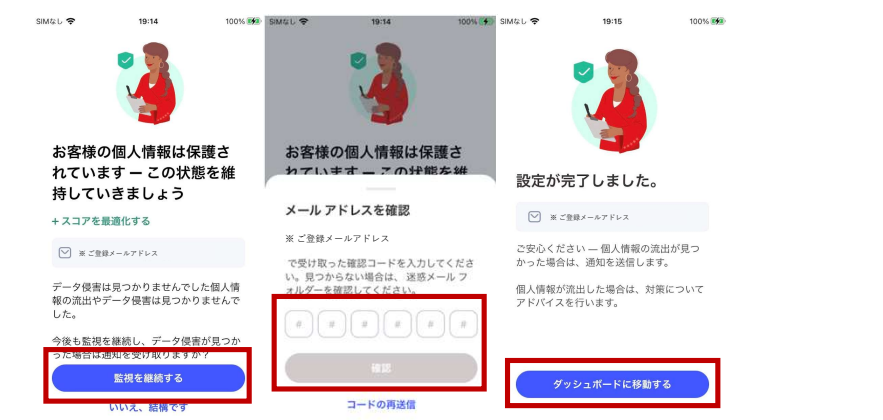 SIMなし 19:14 100%
お客様の個人情報は保護さ
れています ー この状態を維
持していきましょう
+ スコアを最適化する
※ ご登録メールアドレス
データ侵害は見つかりませんでした個人情
報の流出やデータ侵害は見つかりませんで
した。
今後も監視を継続し、データ侵害が見つか
った場合は通知を受け取りますか？
監視を継続する
いいえ、結構です
SIMなし 19:14 100%
お客様の個人情報は保護さ
れています ー この状態を維
メール アドレスを確認
※ ご登録メールアドレス
で受け取った確認コードを入力してくださ
い。見つからない場合は、 迷惑メール フ
ォルダーを確認してください。
# # # # # #
確認
コードの再送信
SIMなし 19:15 100%
設定が完了しました。
※ ご登録メールアドレス
ご安心ください — 個人情報の流出が見つ
かった場合は、通知を送信します。
個人情報が流出した場合は、対策について
アドバイスを行います。
ダッシュボードに移動する